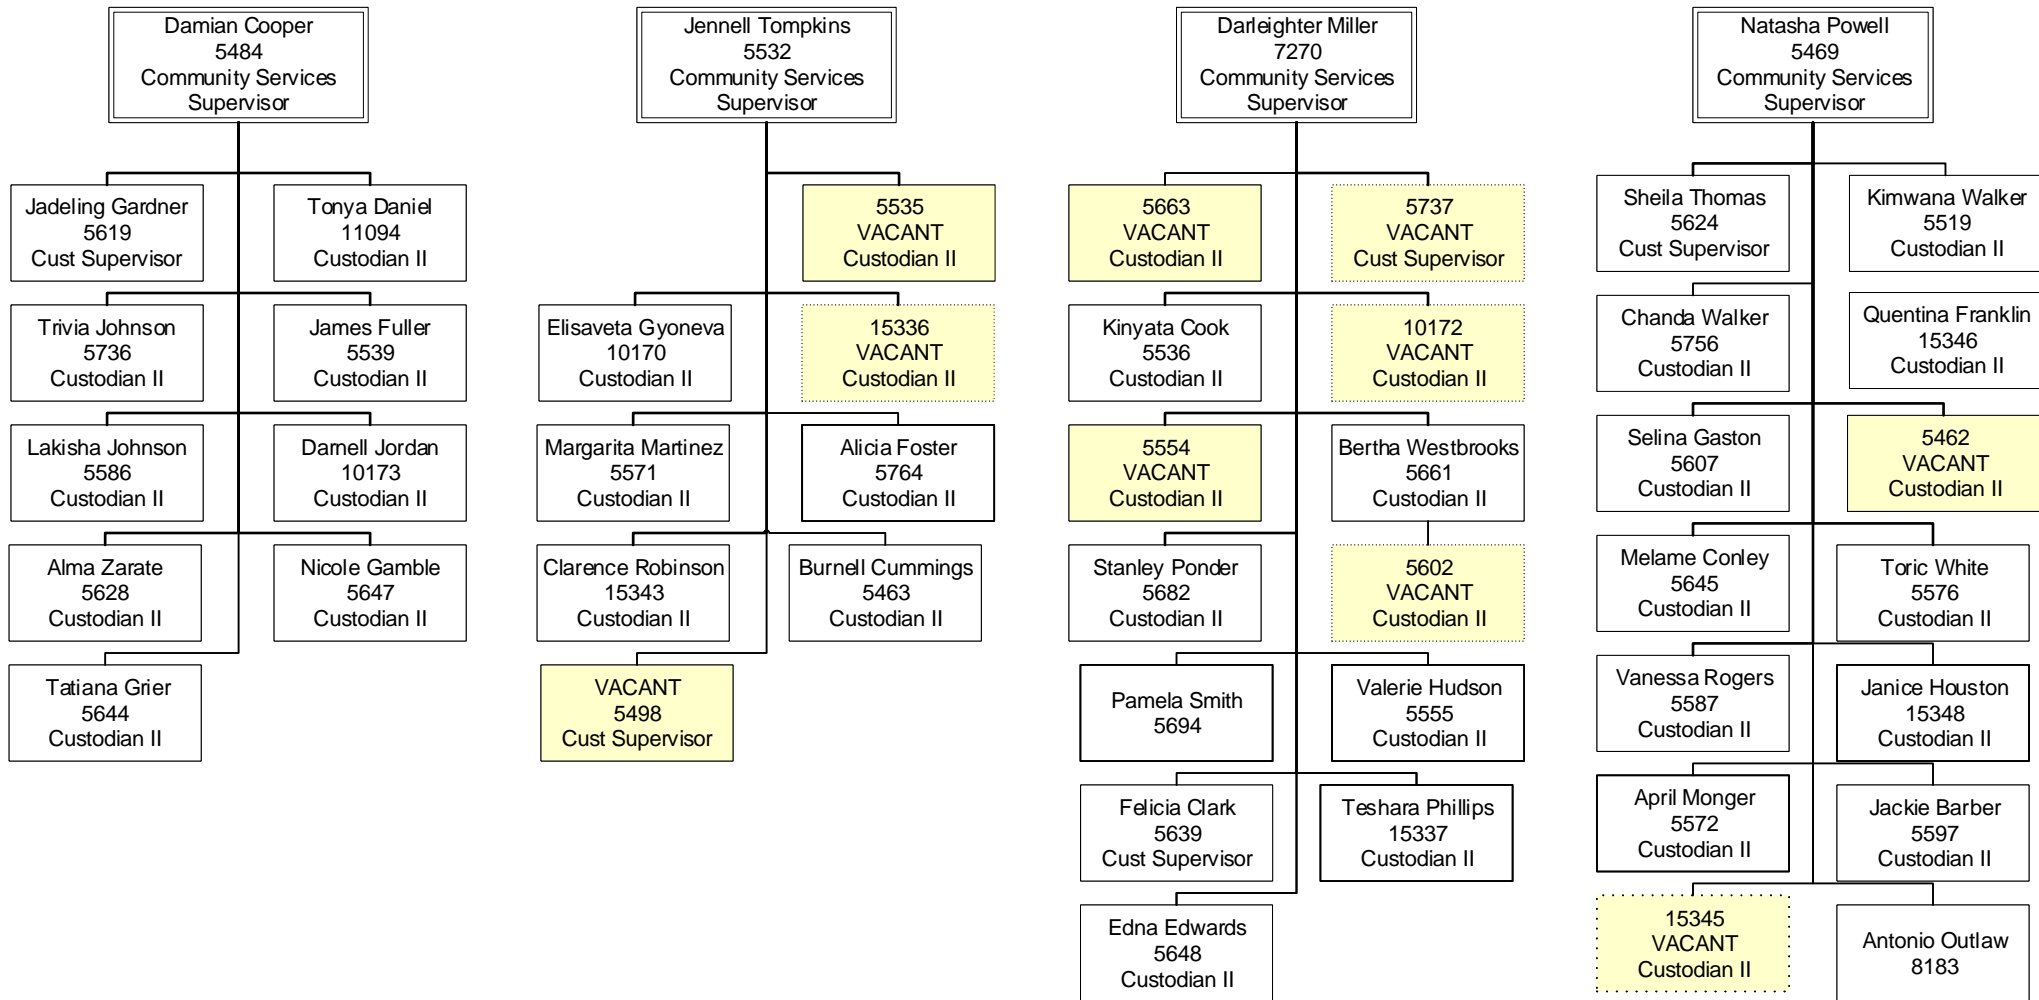 Damian Cooper
5484
Community Services
Supervisor
Jadeling Gardner
5619
Cust Supervisor
Tonya Daniel
11094
Custodian II
Trivia Johnson
5736
Custodian II
James Fuller
5539
Custodian II
Lakisha Johnson
5586
Custodian II
Darnell Jordan
10173
Custodian II
Alma Zarate
5628
Custodian II
Nicole Gamble
5647
Custodian II
Tatiana Grier
5644
Custodian II
Jennell Tompkins
5532
Community Services
Supervisor
5535
VACANT
Custodian II
Elisaveta Gyoneva
10170
Custodian II
15336
VACANT
Custodian II
Margarita Martinez
5571
Custodian II
Alicia Foster
5764
Custodian II
Clarence Robinson
15343
Custodian II
Burnell Cummings
5463
Custodian II
VACANT
5498
Cust Supervisor
Darleighter Miller
7270
Community Services
Supervisor
5663
VACANT
Custodian II
5737
VACANT
Cust Supervisor
Kinyata Cook
5536
Custodian II
10172
VACANT
Custodian II
5554
VACANT
Custodian II
Bertha Westbrooks
5661
Custodian II
Stanley Ponder
5682
Custodian II
5602
VACANT
Custodian II
Pamela Smith
5694
Valerie Hudson
5555
Custodian II
Felicia Clark
5639
Cust Supervisor
Teshara Phillips
15337
Custodian II
Edna Edwards
5648
Custodian II
Natasha Powell
5469
Community Services
Supervisor
Sheila Thomas
5624
Cust Supervisor
Kimwana Walker
5519
Custodian II
Chanda Walker
5756
Custodian II
Quentina Franklin
15346
Custodian II
Selina Gaston
5607
Custodian II
5462
VACANT
Custodian II
Melame Conley
5645
Custodian II
Toric White
5576
Custodian II
Vanessa Rogers
5587
Custodian II
Janice Houston
15348
Custodian II
April Monger
5572
Custodian II
Jackie Barber
5597
Custodian II
15345
VACANT
Custodian II
Antonio Outlaw
8183